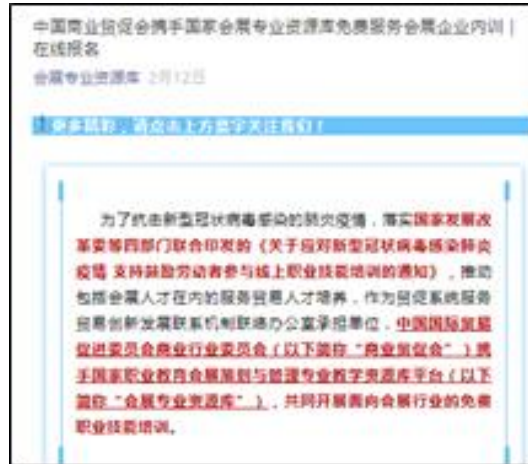 中国商业贸促会携手国家会展专业资源库免费服务会展企业内训 |
在线报名
会展专业资源库 2月12日
更多精彩，请点击上方蓝字关注我们！
为了抗击新型冠状病毒感染的肺炎疫情，落实国家发展改
革委等四部门联合印发的《关于应对新型冠状病毒感染肺炎
疫情 支持鼓励劳动者参与线上职业技能培训的通知》，推动
包括会展人才在内的服务贸易人才培养，作为贸促系统服务
贸易创新发展联系机制联络办公室承担单位，中国国际贸易
促进委员会商业行业委员会（以下简称“商业贸促会”）携
手国家职业教育会展策划与管理专业教学资源库平台（以下
简称“会展专业资源库”），共同开展面向会展行业的免费
职业技能培训。